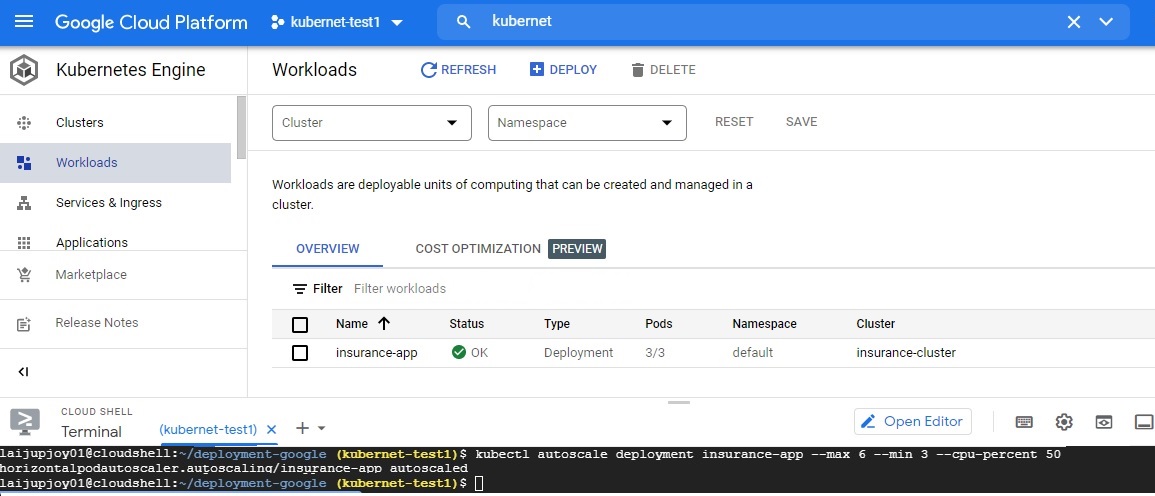 Google Cloud Platform kubernet-test1 kubernet
Kubernetes Engine
Workloads REFRESH DEPLOY DELETE
Clusters
Workloads
Services & Ingress
Applications
Marketplace
Release Notes
Cluster Namespace RESET SAVE
Workloads are deployable units of computing that can be created and managed in a
cluster.
OVERVIEW COST OPTIMIZATION PREVIEW
Filter Filter workloads
Name Status Type Pods Namespace Cluster
insurance-app OK Deployment 3/3 default insurance-cluster
CLOUD SHELL
Terminal (kubernet-test1) Open Editor
laijupjoy01@cloudshell:~/deployment-google (kubernet-test1)$ kubectl autoscale deployment insurance-app --max 6 --min 3 --cpu-percent 50
horizontalpodautoscaler.autoscaling/insurance-app autoscaled
laijupjoy01@cloudshell:~/deployment-google (kubernet-test1)$